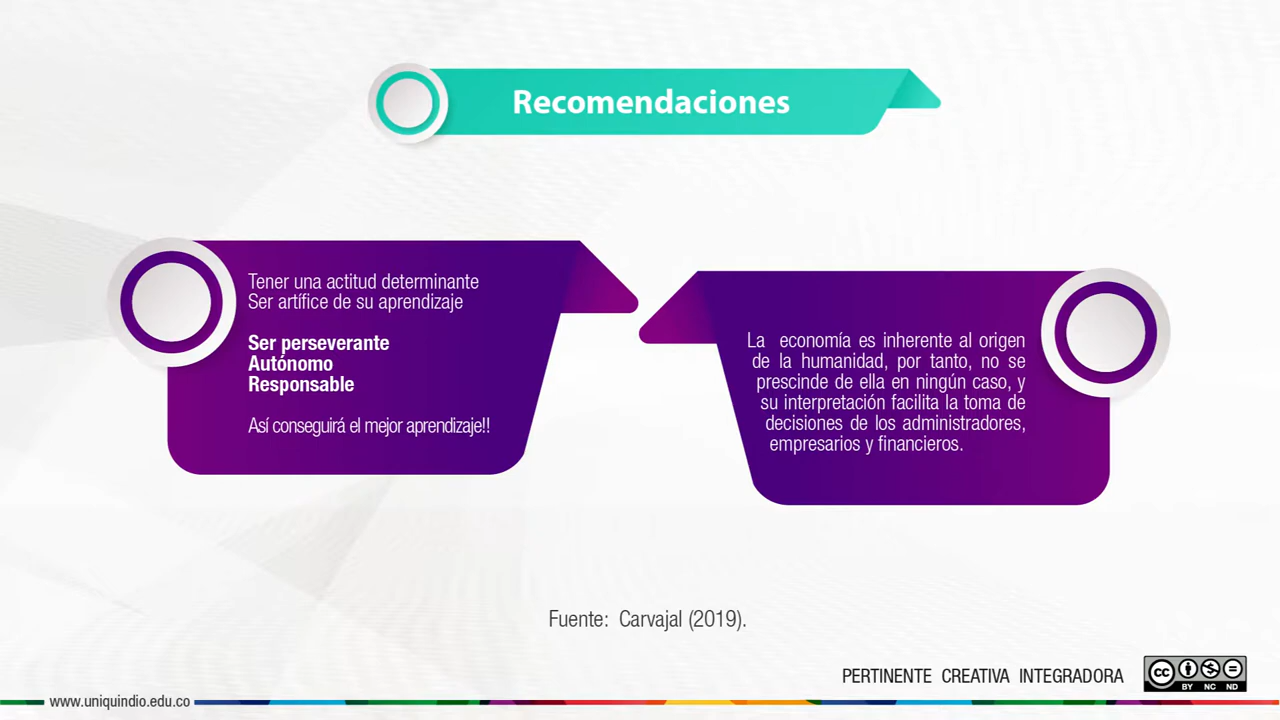 Recomendaciones
Tener una actitud determinante
Ser artífice de su aprendizaje
Ser perseverante
Autónomo
Responsable
Así conseguirá el mejor aprendizaje!!
La economía es inherente al origen
de la humanidad, por tanto, no se
prescinde de ella en ningún caso, y
su interpretación facilita la toma de
decisiones de los administradores,
empresarios y financieros.
Fuente: Carvajal (2019).
PERTINENTE CREATIVA INTEGRADORA
cc
BY NC ND
www.uniquindio.edu.co